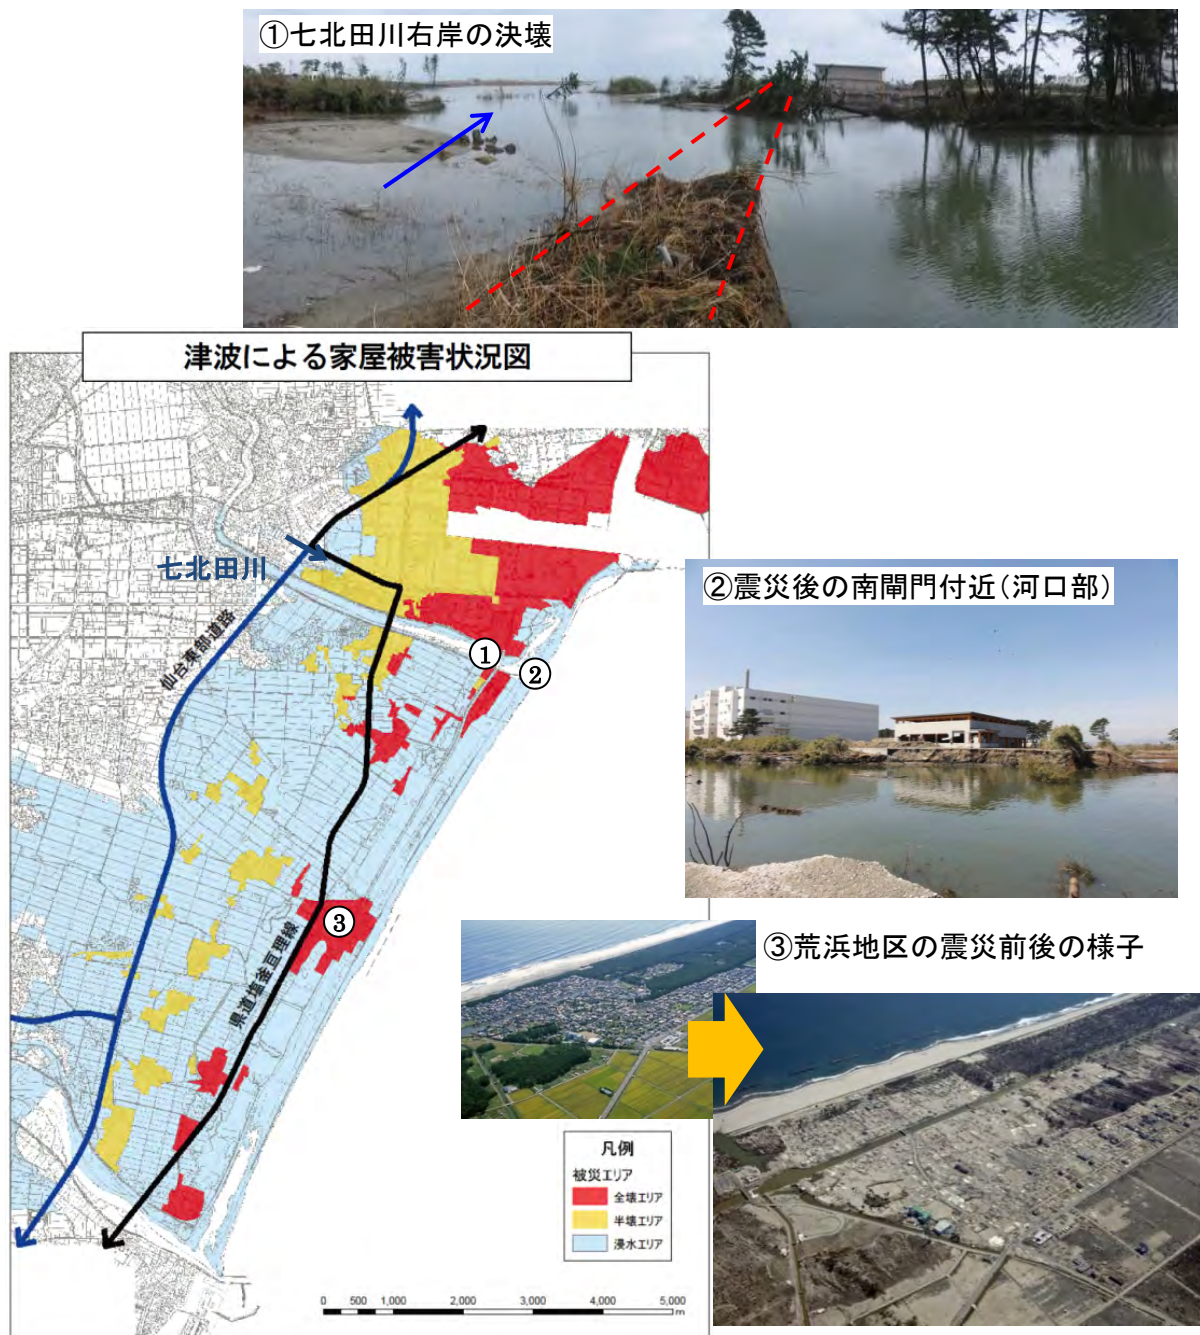 ①七北田川右岸の決壊
津波による家屋被害状況図
七北田川
仙台東部道路
①
②
②震災後の南閘門付近（河口部）
県道塩釜亘理線
③
③荒浜地区の震災前後の様子
凡例
被災エリア
全壊エリア
半壊エリア
浸水エリア
0 500 1,000 2,000 3,000 4,000 5,000
m